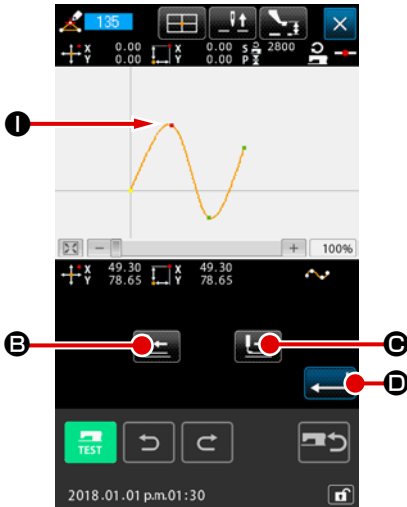 135
X 0.00 X 0.00 S 2800
Y 0.00 Y 0.00 P
I
100%
X 49.30 X 49.30
Y 78.65 Y 78.65
B C
D
TEST
2018.01.01 p.m.01:30